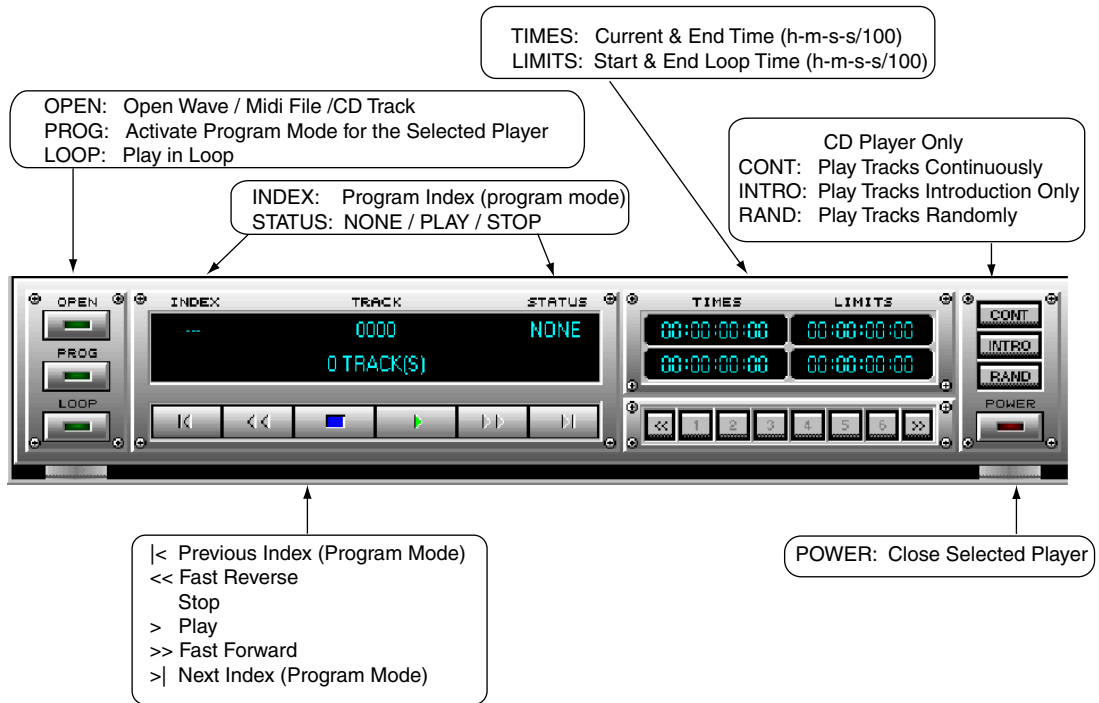 TIMES: Current & End Time (h-m-s-s/100)
LIMITS: Start & End Loop Time (h-m-s-s/100)
OPEN: Open Wave / Midi File /CD Track
PROG: Activate Program Mode for the Selected Player
LOOP: Play in Loop
CD Player Only
CONT: Play Tracks Continuously
INTRO: Play Tracks Introduction Only
RAND: Play Tracks Randomly
INDEX: Program Index (program mode)
STATUS: NONE / PLAY / STOP
OPEN
PROG
LOOP
INDEX TRACK STATUS
--- 0000 NONE
0 TRACK(S)
TIMES LIMITS
00:00:00:00 00:00:00:00
00:00:00:00 00:00:00:00
<< 1 2 3 4 5 6 >>
CONT
INTRO
RAND
POWER
|< Previous Index (Program Mode)
<< Fast Reverse
Stop
> Play
>> Fast Forward
>| Next Index (Program Mode)
POWER: Close Selected Player